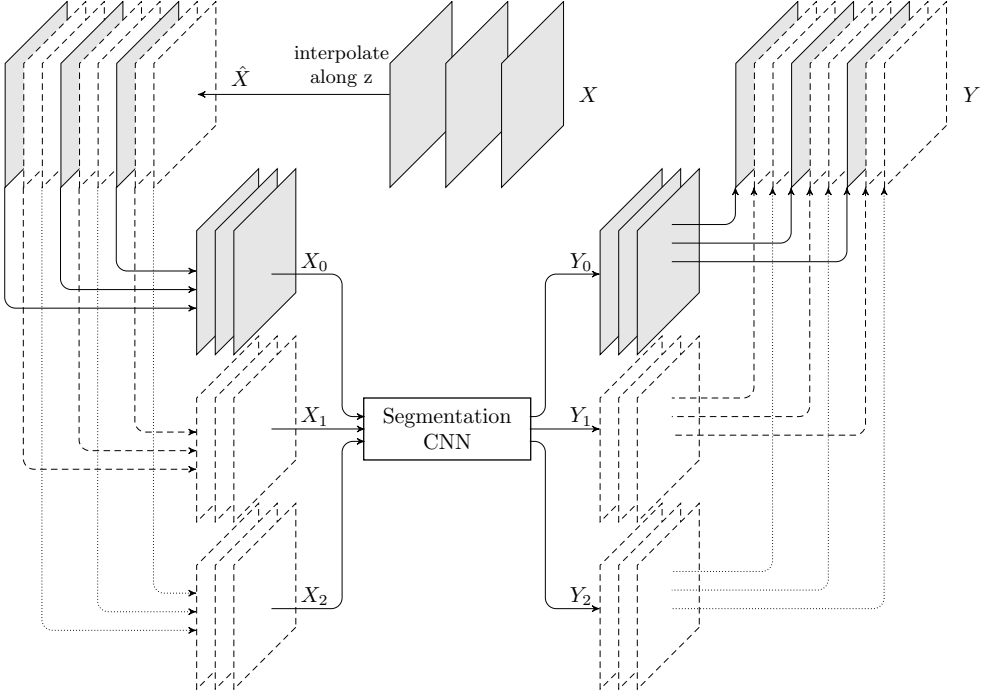 interpolate
along z
X̂
X
Y
X₀
Y₀
X₁
Segmentation
CNN
Y₁
X₂
Y₂